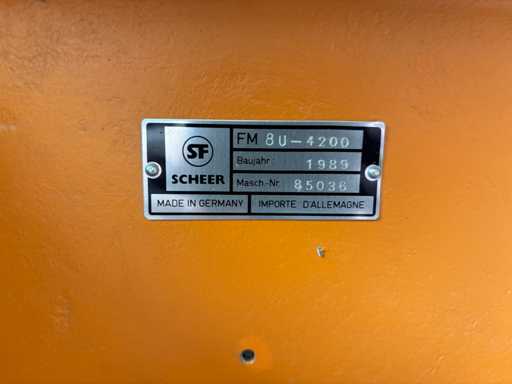 SF
SCHEER
FM 8U-4200
Baujahr: 1989
Masch.-Nr. 85036
MADE IN GERMANY
IMPORTE D'ALLEMAGNE